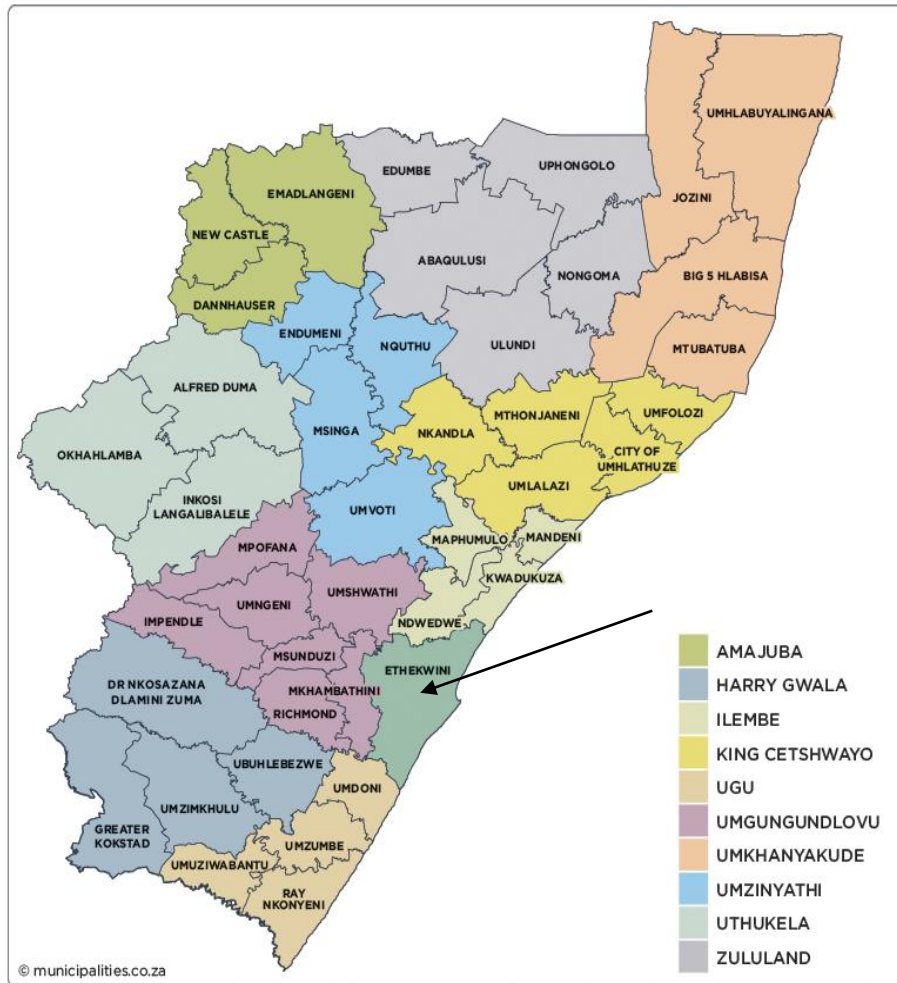 UMHLABUYALINGANA
EDUMBE
UPHONGOLO
EMADLANGENI
JOZINI
NEW CASTLE
ABAQULUSI
NONGOMA
BIG 5 HLABISA
DANNHAUSER
ENDUMENI
NQUTHU
ULUNDI
MTUBATUBA
ALFRED DUMA
MSINGA
NKANDLA
MTHONJANENI
UMFOLOZI
OKHAHLAMBA
CITY OF
UMHLATHUZE
UMLALAZI
INKOSI
LANGALIBALELE
UMVOTI
MAPHUMULO
MANDENI
MPOFANA
KWADUKUZA
UMSHWATHI
UMNGENI
IMPENDLE
NDWEDWE
MSUNDUZI
ETHEKWINI
DR NKOSAZANA
DLAMINI ZUMA
MKHAMBATHINI
RICHMOND
UBUHLEBEZWE
UMDONI
UMZIMKHULU
GREATER
KOKSTAD
UMZUMBE
UMUZIWABANTU
RAY
NKONYENI
AMAJUBA
HARRY GWALA
ILEMBE
KING CETSHWAYO
UGU
UMGUNGUNDLOVU
UMKHANYAKUDE
UMZINYATHI
UTHUKELA
ZULULAND
© municipalities.co.za